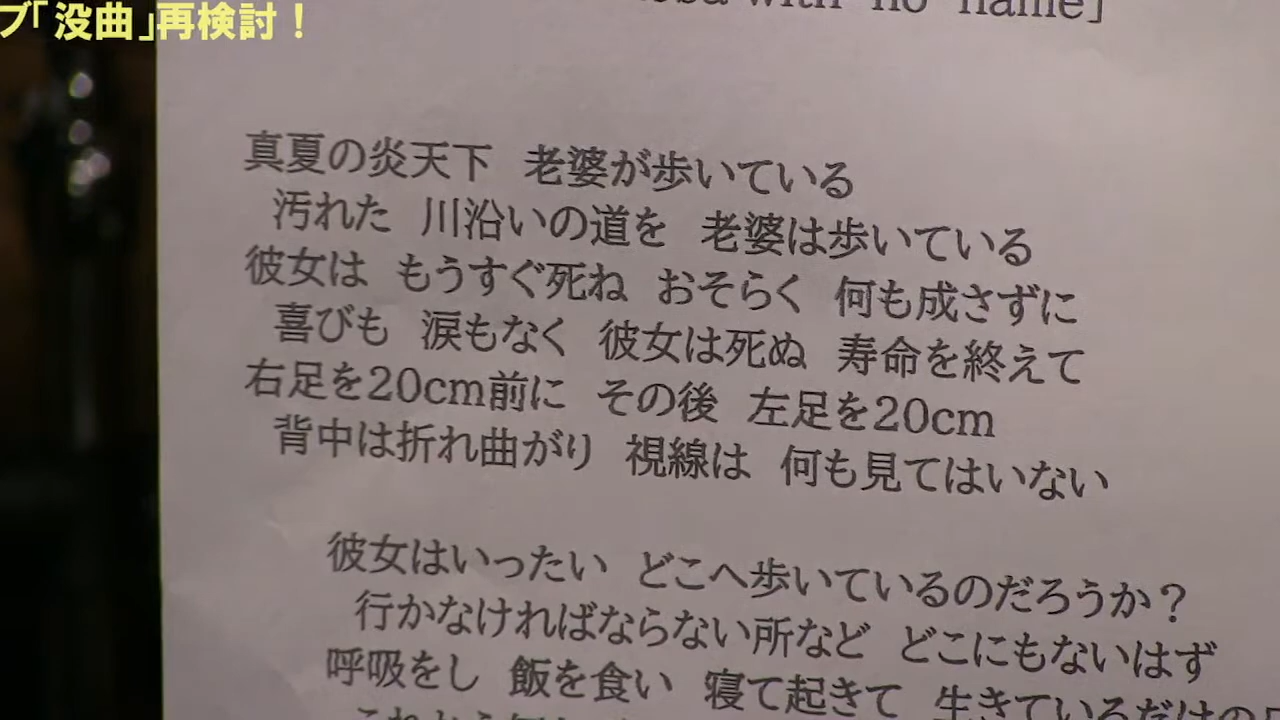 ブ「没曲」再検討！
with no name」
真夏の炎天下　老婆が歩いている
汚れた　川沿いの道を　老婆は歩いている
彼女は　もうすぐ死ね　おそらく　何も成さずに
喜びも　涙もなく　彼女は死ぬ　寿命を終えて
右足を20cm前に　その後　左足を20cm
背中は折れ曲がり　視線は　何も見てはいない
彼女はいったい　どこへ歩いているのだろうか？
行かなければならない所など　どこにもないはず
呼吸をし　飯を食い　寝て起きて　生きているだけの